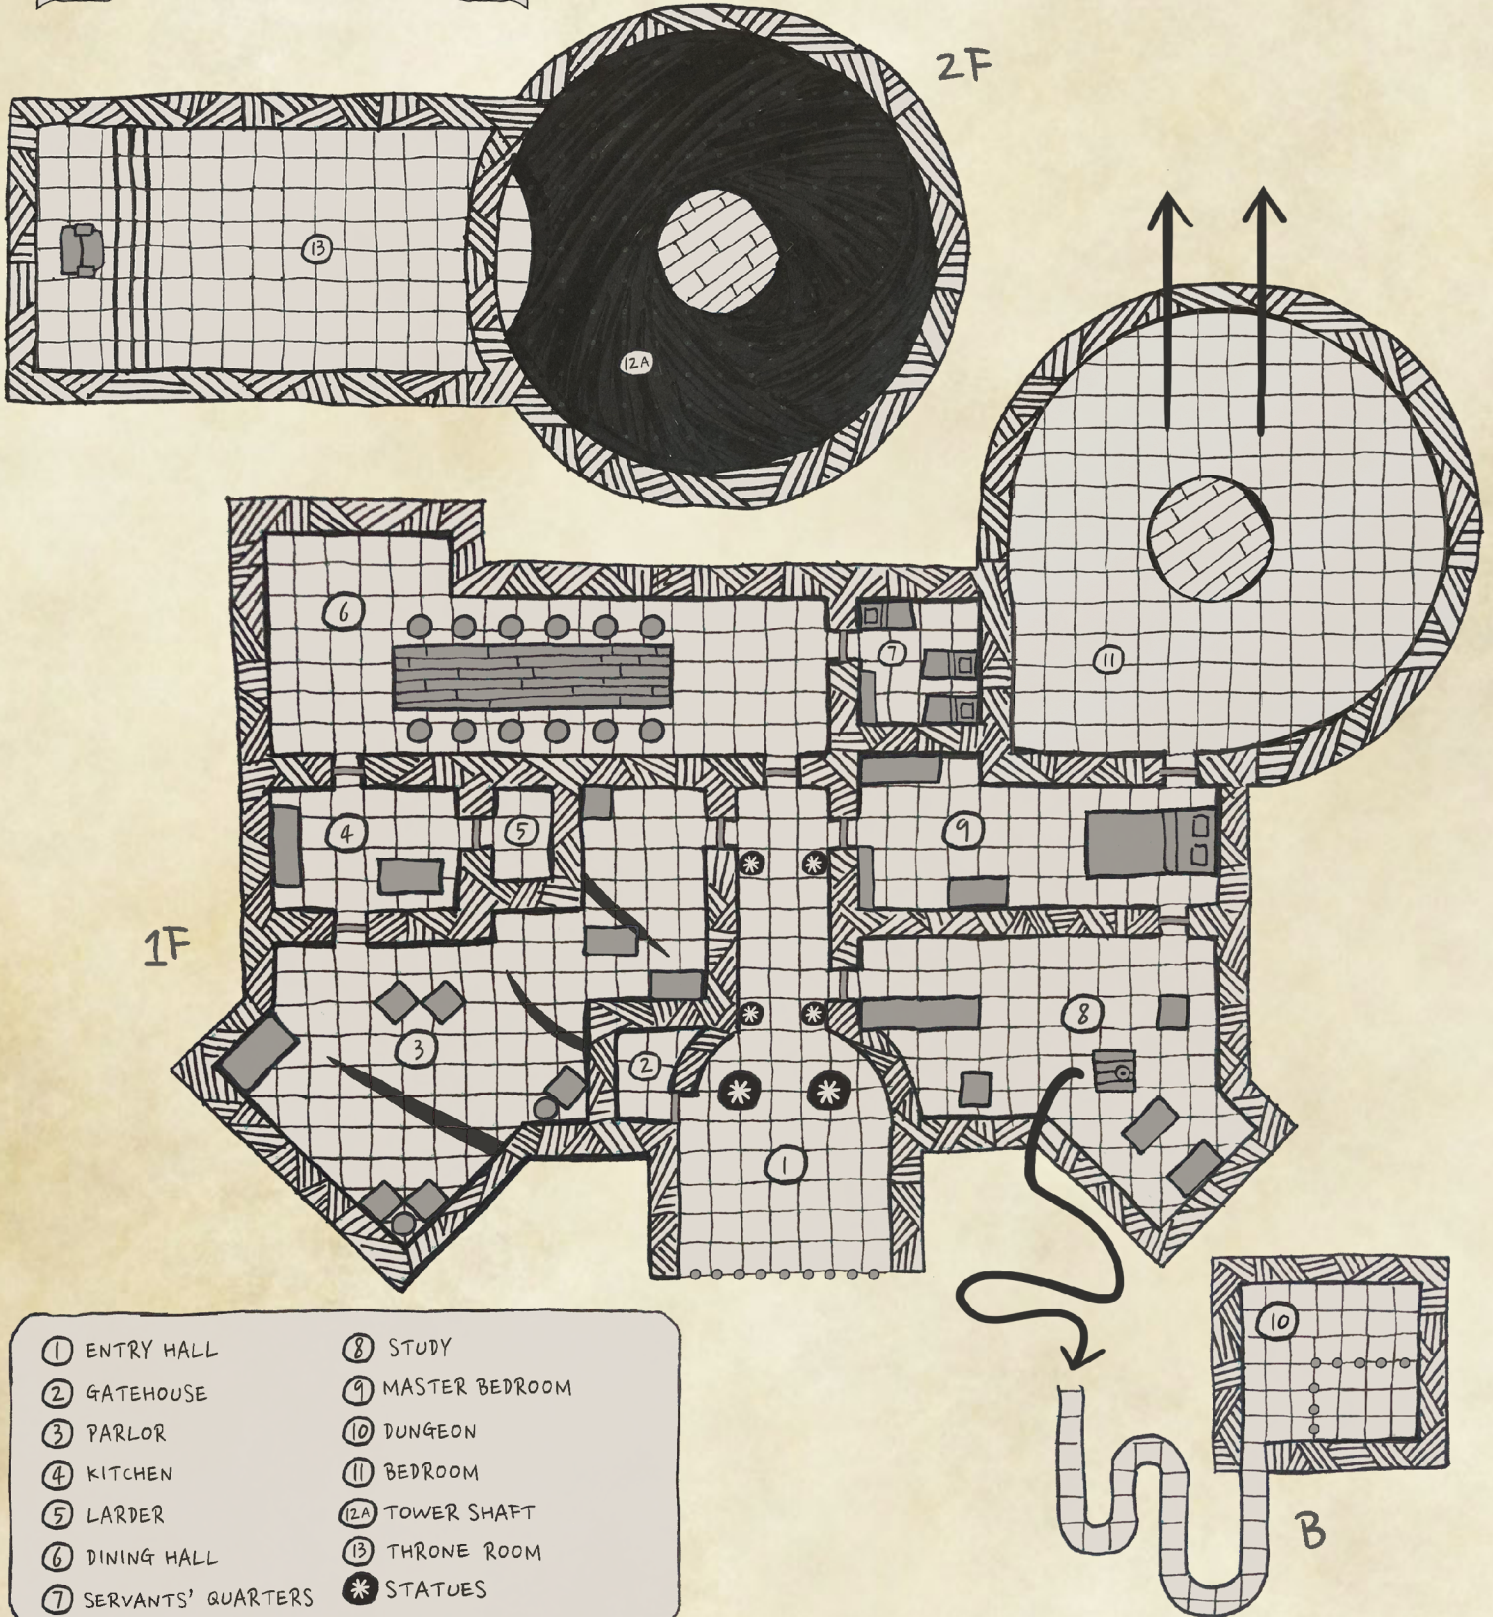 2F
13
12A
6
7
11
4
5
9
1F
8
3
2
1
10
B
1 ENTRY HALL
2 GATEHOUSE
3 PARLOR
4 KITCHEN
5 LARDER
6 DINING HALL
7 SERVANTS' QUARTERS
8 STUDY
9 MASTER BEDROOM
10 DUNGEON
11 BEDROOM
12A TOWER SHAFT
13 THRONE ROOM
STATUES